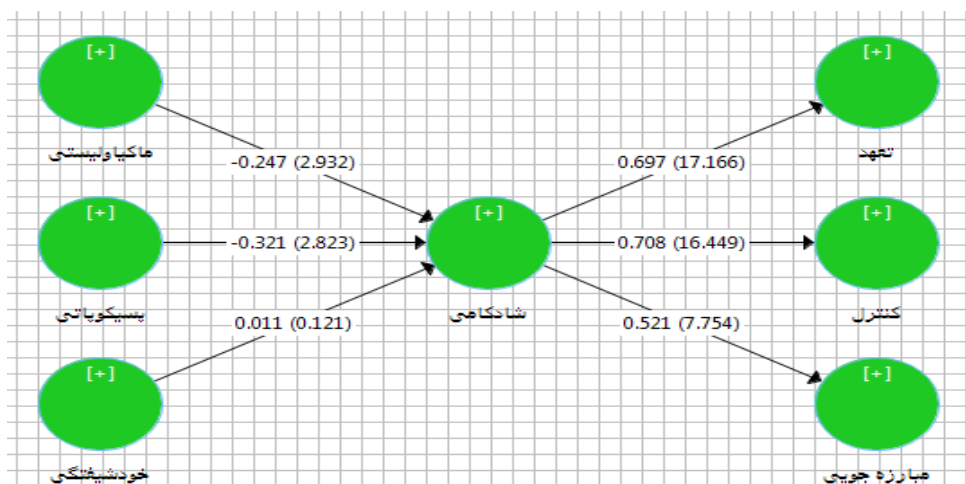 [+]
[+]
ماکیاولیستی
تعهد
-0.247 (2.932)
0.697 (17.166)
[+]
[+]
[+]
-0.321 (2.823)
0.708 (16.449)
پسیکوپاتی
شادکامی
کنترل
0.011 (0.121)
0.521 (7.754)
[+]
[+]
خودشیفتگی
مبارزه جویی